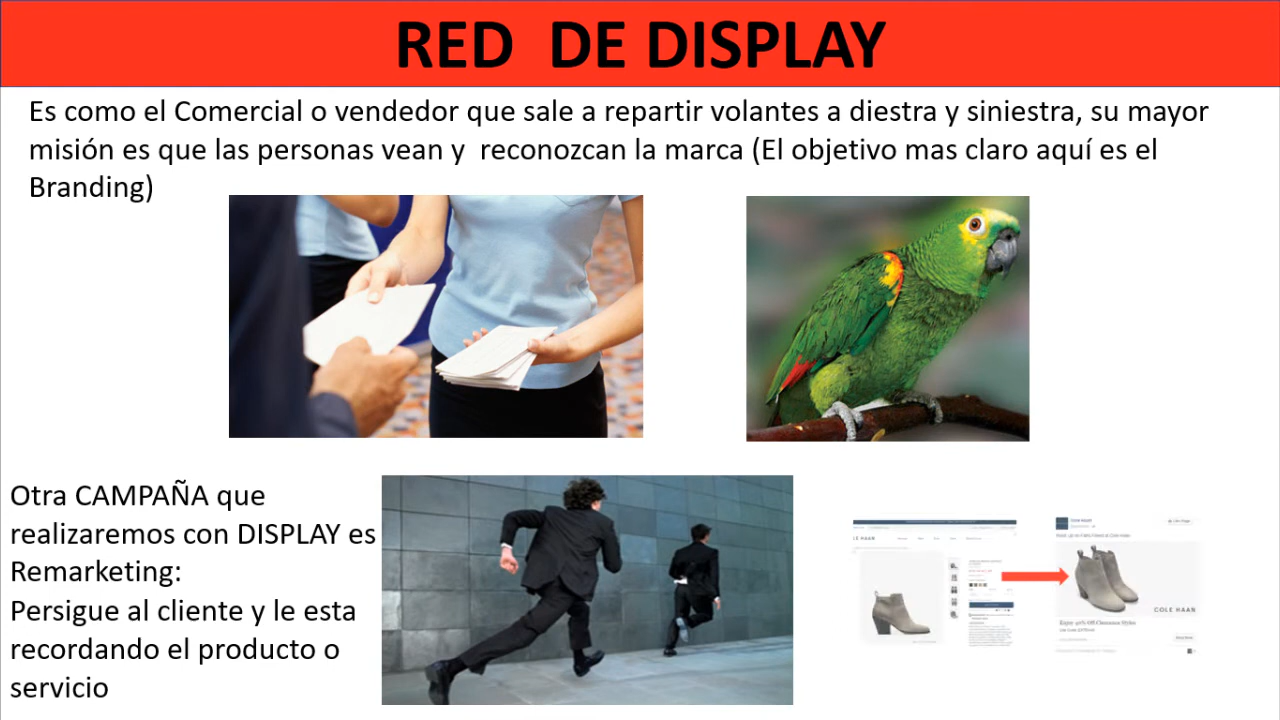 RED  DE DISPLAY
Es como el Comercial o vendedor que sale a repartir volantes a diestra y siniestra, su mayor
misión es que las personas vean y  reconozcan la marca (El objetivo mas claro aquí es el
Branding)
Otra CAMPAÑA que
realizaremos con DISPLAY es
Remarketing:
Persigue al cliente y le esta
recordando el producto o
servicio
COLE HAAN